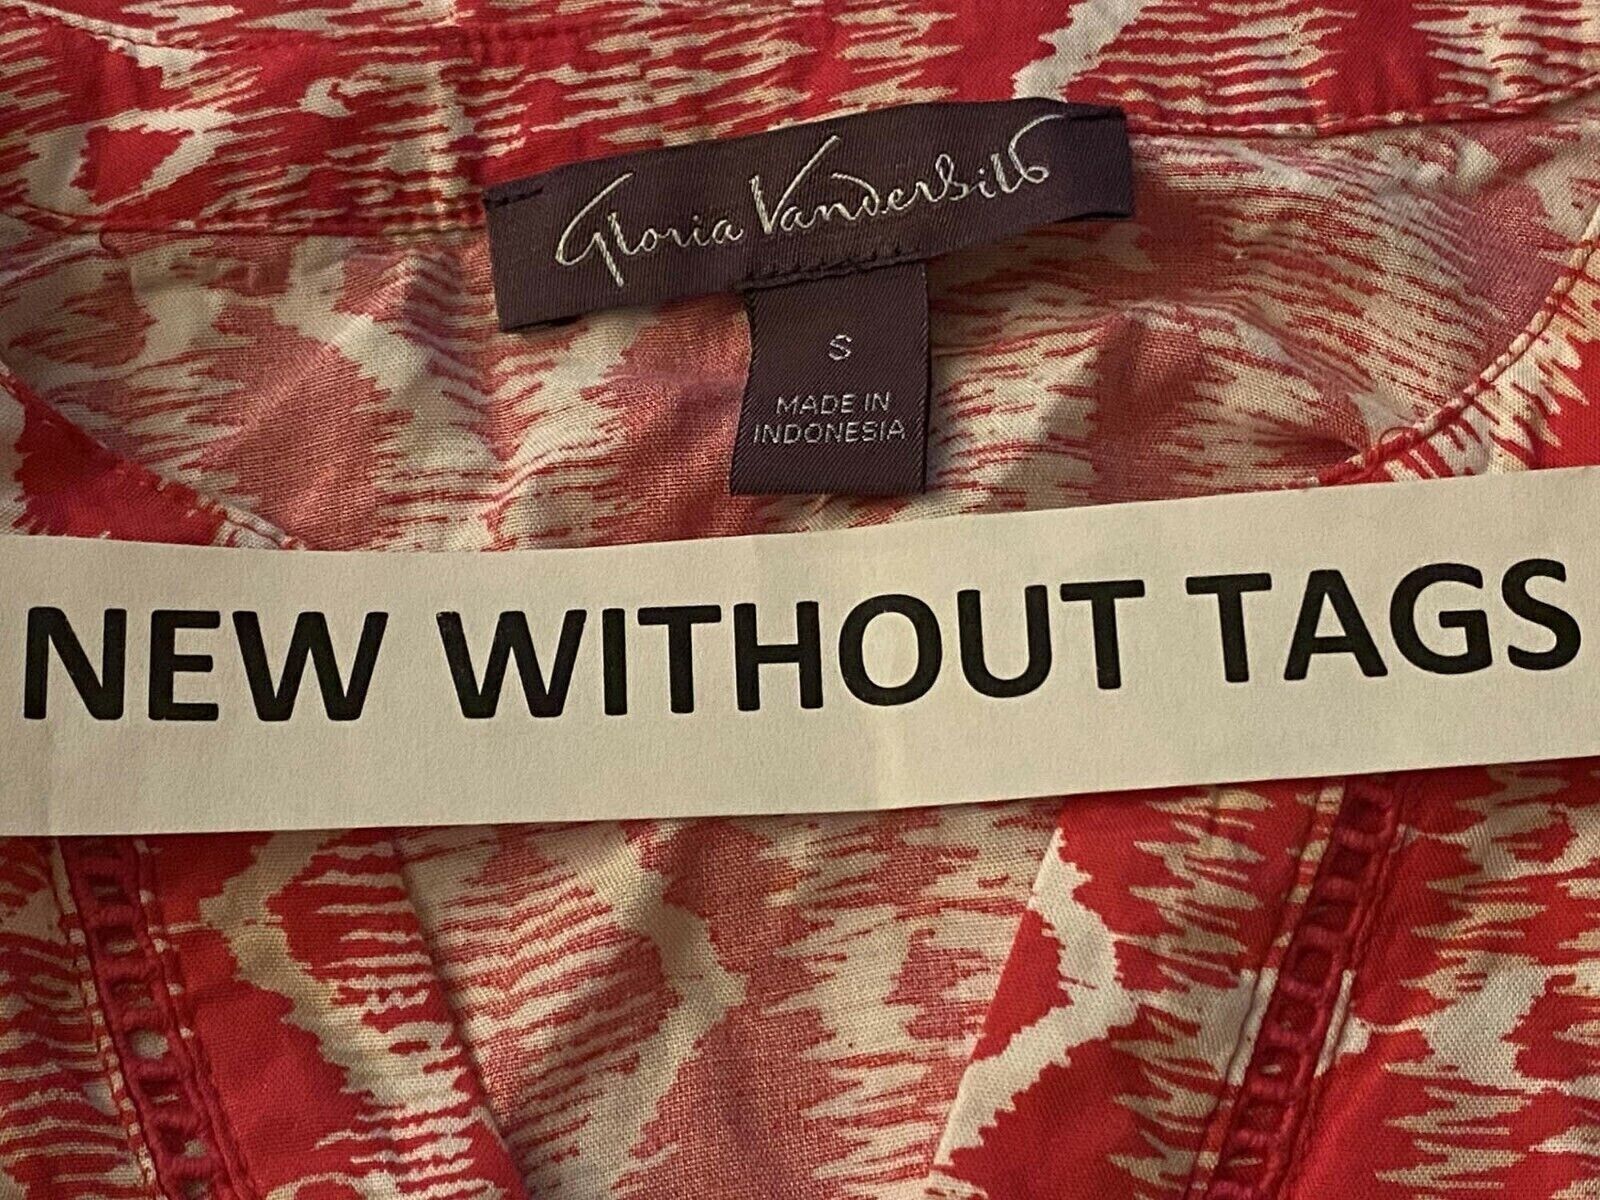 Gloria Vanderbilt
S
MADE IN
INDONESIA
NEW WITHOUT TAGS